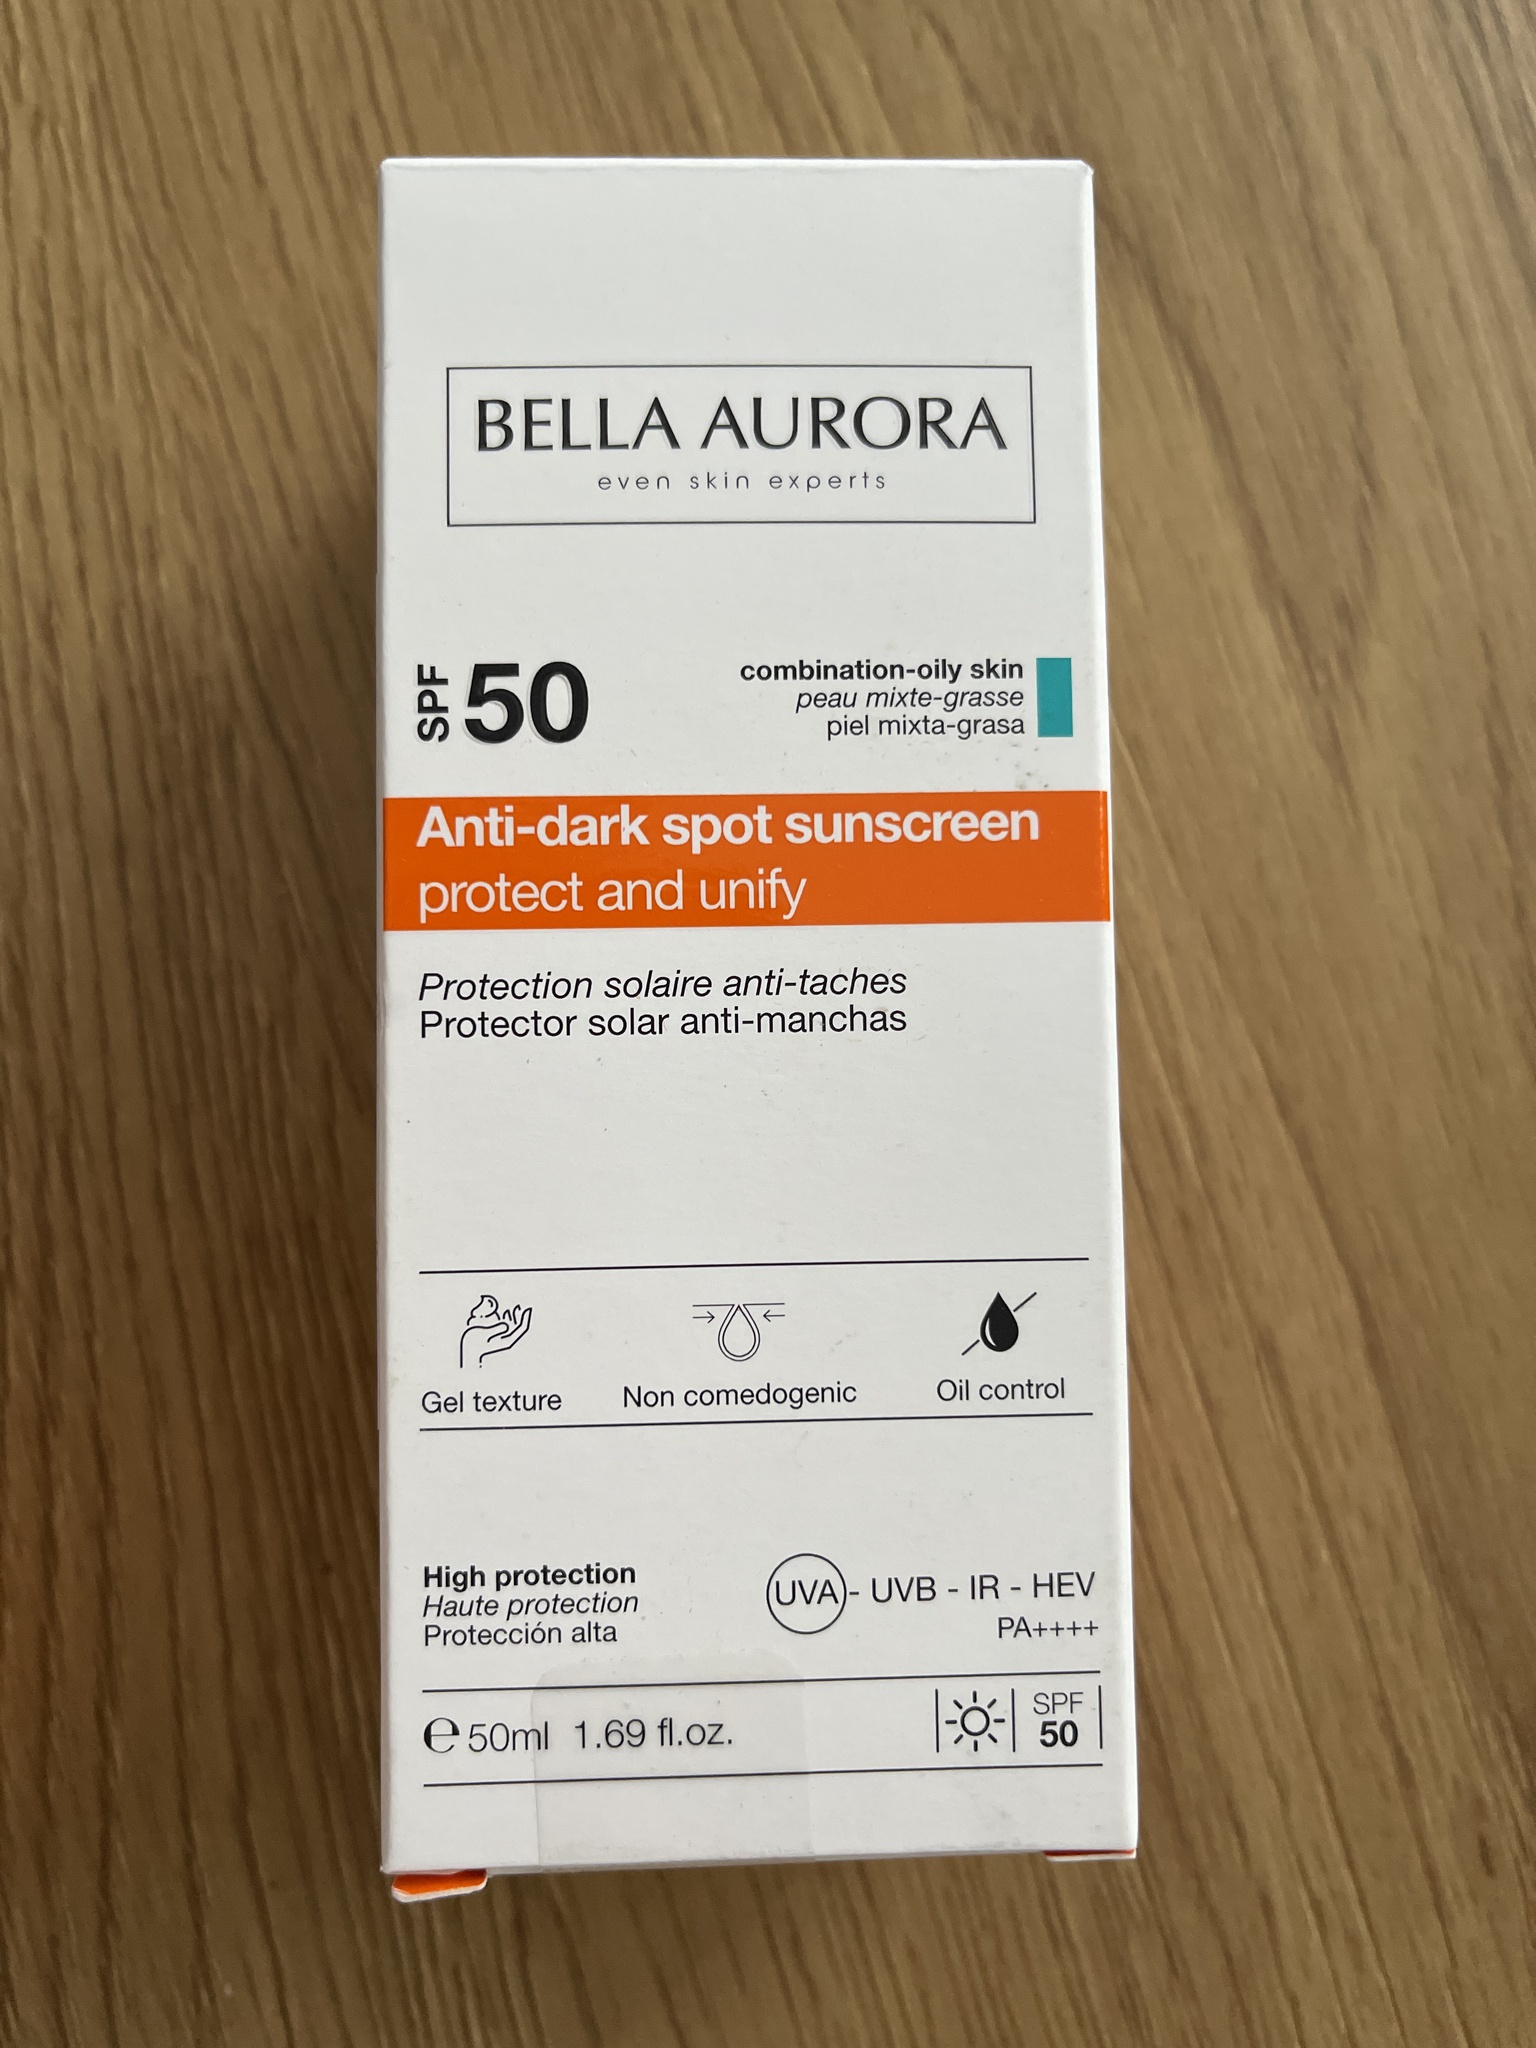 BELLA AURORA
even skin experts
SPF 50
combination-oily skin
peau mixte-grasse
piel mixta-grasa
Anti-dark spot sunscreen
protect and unify
Protection solaire anti-taches
Protector solar anti-manchas
Gel texture
Non comedogenic
Oil control
High protection
Haute protection
Protección alta
UVA - UVB - IR - HEV
PA++++
℮ 50ml 1.69 fl.oz.
SPF
50